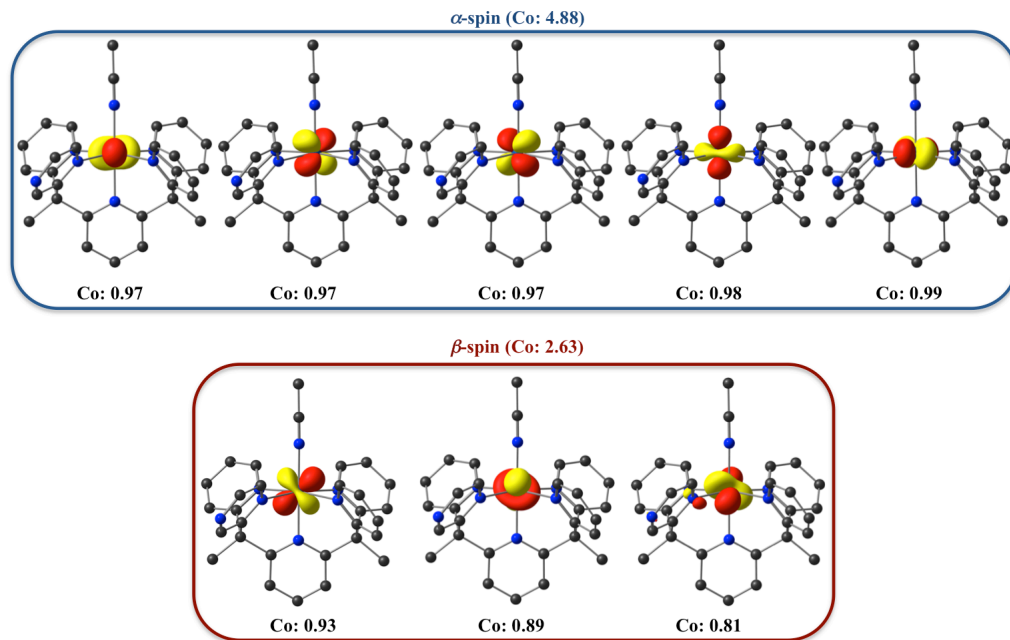 α-spin (Co: 4.88)
Co: 0.97 Co: 0.97 Co: 0.97 Co: 0.98 Co: 0.99
β-spin (Co: 2.63)
Co: 0.93 Co: 0.89 Co: 0.81